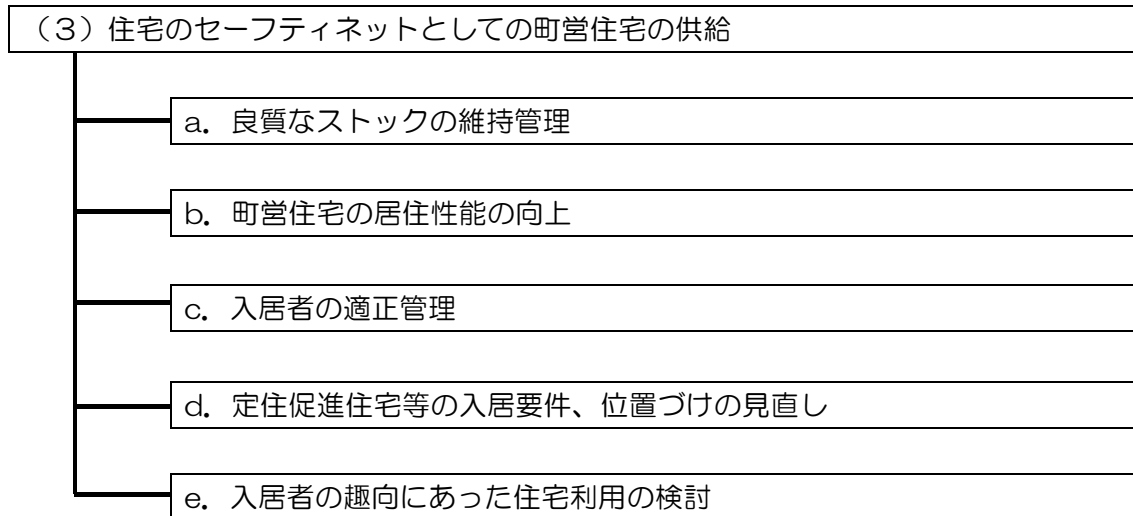 （３）住宅のセーフティネットとしての町営住宅の供給
a．良質なストックの維持管理
b．町営住宅の居住性能の向上
c．入居者の適正管理
d．定住促進住宅等の入居要件、位置づけの見直し
e．入居者の趣向にあった住宅利用の検討